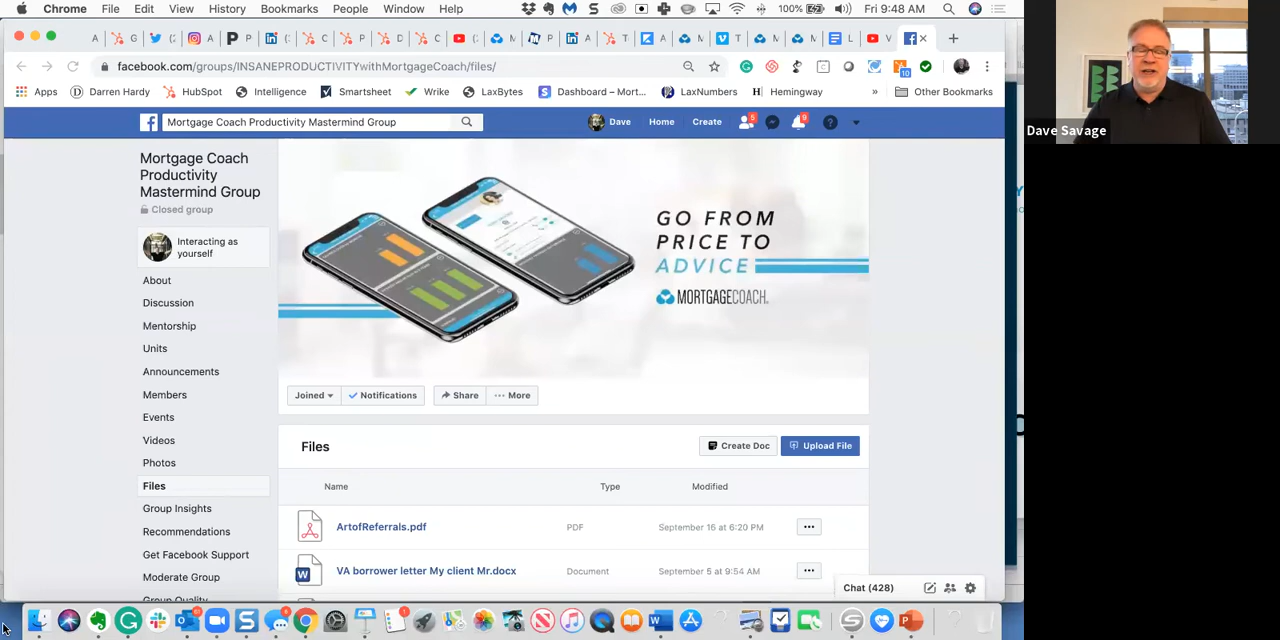 Chrome File Edit View History Bookmarks People Window Help 100% Fri 9:48 AM
facebook.com/groups/INSANEPRODUCTIVITYwithMortgageCoach/files/
10
Apps Darren Hardy HubSpot Intelligence Smartsheet Wrike LaxBytes Dashboard – Mort... LaxNumbers Hemingway » Other Bookmarks
Mortgage Coach Productivity Mastermind Group Dave Home Create 5 9
Dave Savage
Mortgage Coach
Productivity
Mastermind Group
Closed group
Interacting as
yourself
About
Discussion
Mentorship
Units
Announcements
Members
Events
Videos
Photos
Files
Group Insights
Recommendations
Get Facebook Support
Moderate Group
Group Quality
GO FROM
PRICE TO
ADVICE
MORTGAGECOACH.
Joined Notifications Share More
Files Create Doc Upload File
Name Type Modified
ArtofReferrals.pdf PDF September 16 at 6:20 PM
VA borrower letter My client Mr.docx Document September 5 at 9:54 AM
Chat (428)